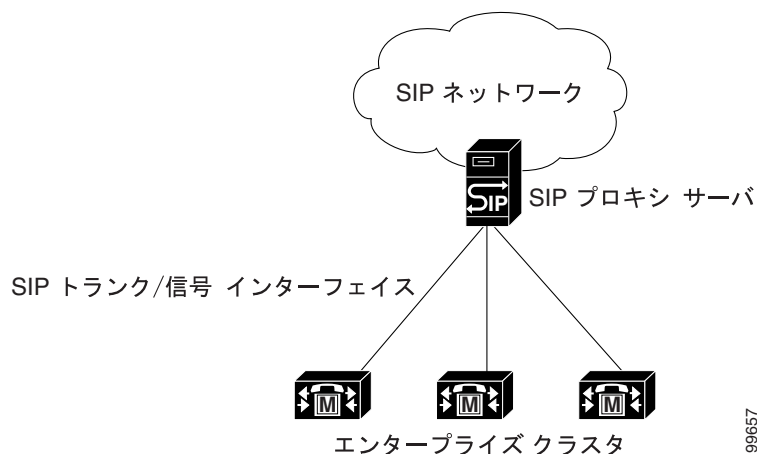 SIP ネットワーク
SIP
SIP プロキシ サーバ
SIP トランク/信号 インターフェイス
M
M
M
エンタープライズ クラスタ
99657